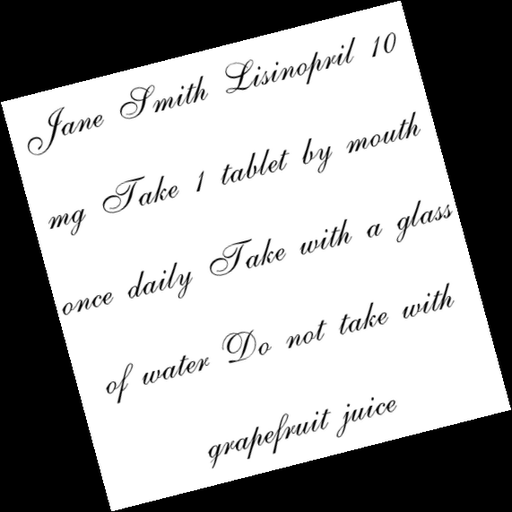 Jane Smith Lisinopril 10
mg Take 1 tablet by mouth
once daily Take with a glass
of water Do not take with
grapefruit juice